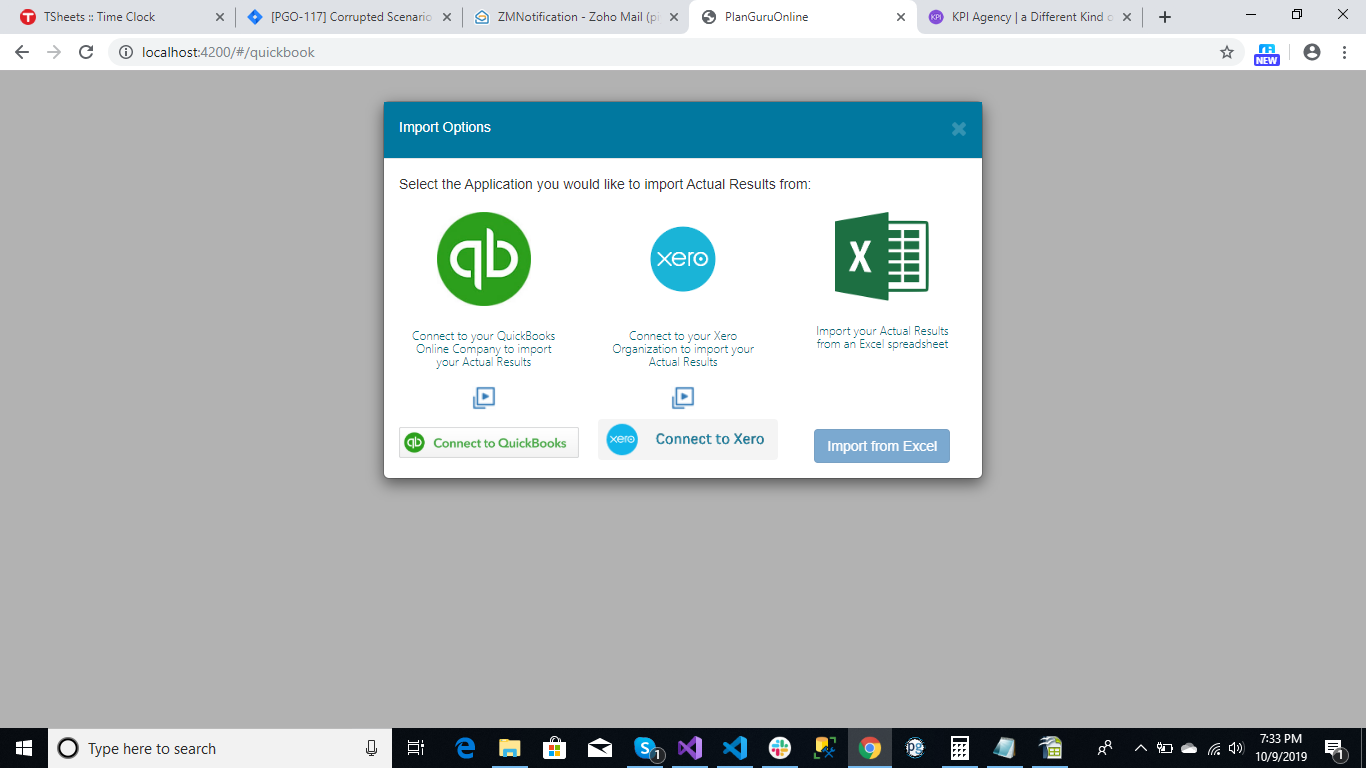 TSheets :: Time Clock
[PGO-117] Corrupted Scenario
ZMNotification - Zoho Mail (pi
PlanGuruOnline
KPI Agency | a Different Kind o
localhost:4200/#/quickbook
NEW
Import Options
Select the Application you would like to import Actual Results from:
qb
xero
X
Connect to your QuickBooks
Online Company to import
your Actual Results
Connect to your Xero
Organization to import your
Actual Results
Import your Actual Results
from an Excel spreadsheet
qb Connect to QuickBooks
xero Connect to Xero
Import from Excel
Type here to search
1
pg
7:33 PM
10/9/2019
1